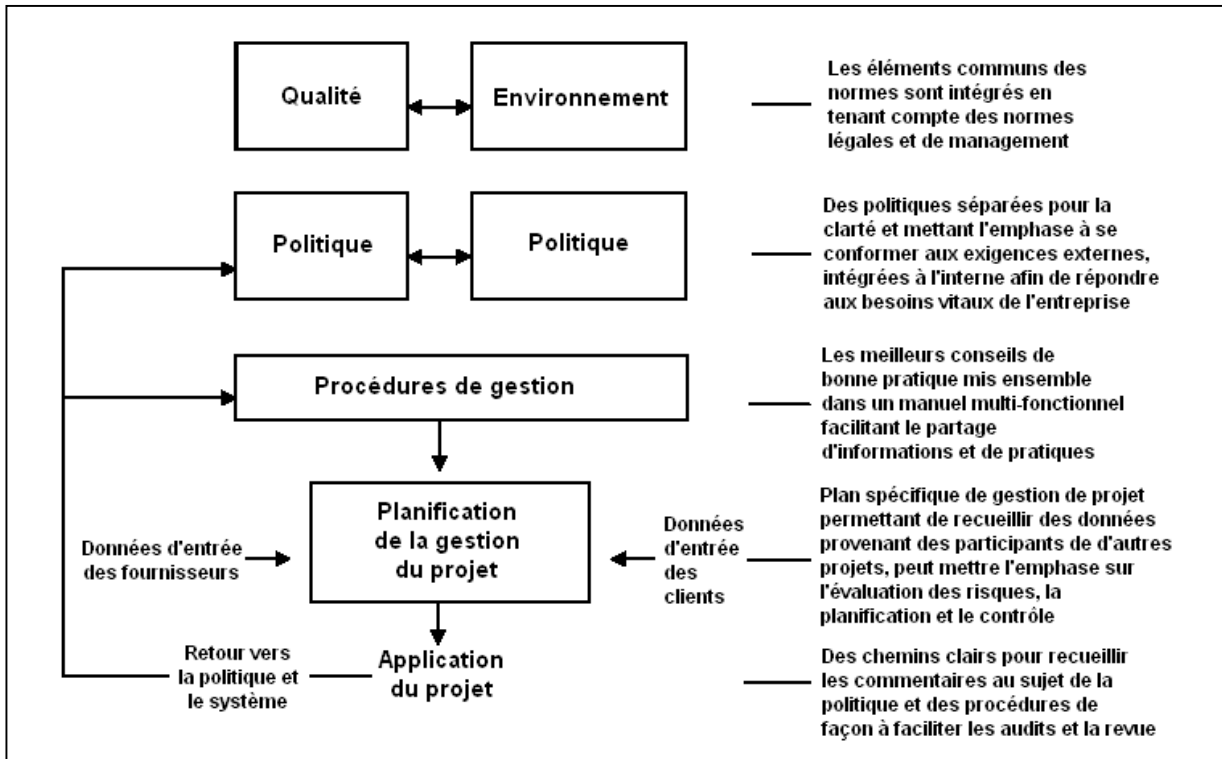 Qualité
Environnement
Les éléments communs des
normes sont intégrés en
tenant compte des normes
légales et de management
Politique
Politique
Des politiques séparées pour la
clarté et mettant l'emphase à se
conformer aux exigences externes,
intégrées à l'interne afin de répondre
aux besoins vitaux de l'entreprise
Procédures de gestion
Les meilleurs conseils de
bonne pratique mis ensemble
dans un manuel multi-fonctionnel
facilitant le partage
d'informations et de pratiques
Données d'entrée
des fournisseurs
Planification
de la gestion
du projet
Données
d'entrée
des
clients
Plan spécifique de gestion de projet
permettant de recueillir des données
provenant des participants de d'autres
projets, peut mettre l'emphase sur
l'évaluation des risques, la
planification et le contrôle
Retour vers
la politique et
le système
Application
du projet
Des chemins clairs pour recueillir
les commentaires au sujet de la
politique et des procédures de
façon à faciliter les audits et la revue